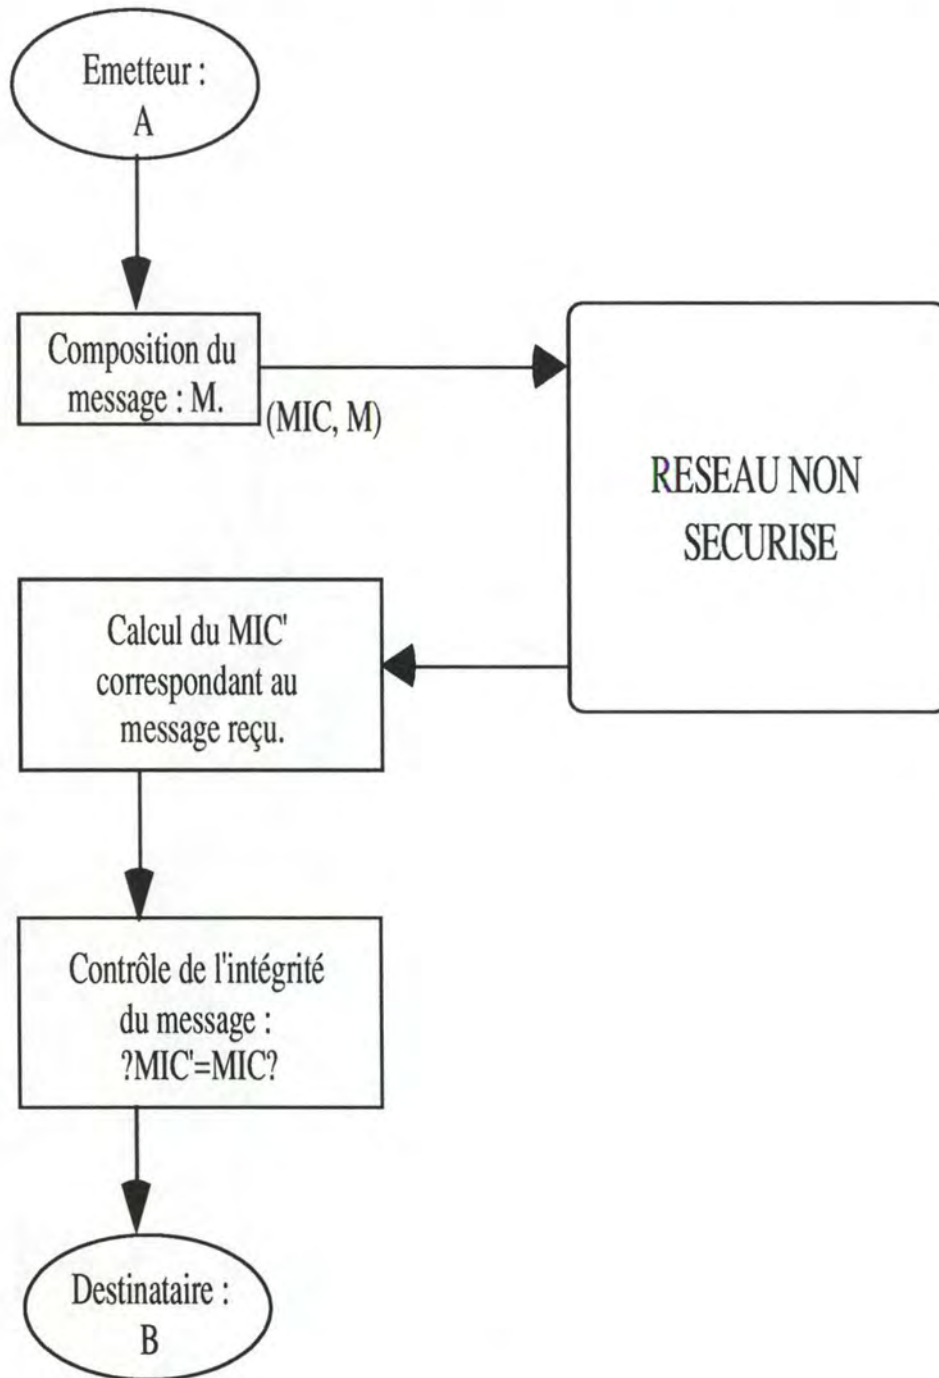 Emetteur :
A
Composition du
message : M.
(MIC, M)
RESEAU NON
SECURISE
Calcul du MIC'
correspondant au
message reçu.
Contrôle de l'intégrité
du message :
?MIC'=MIC?
Destinataire :
B